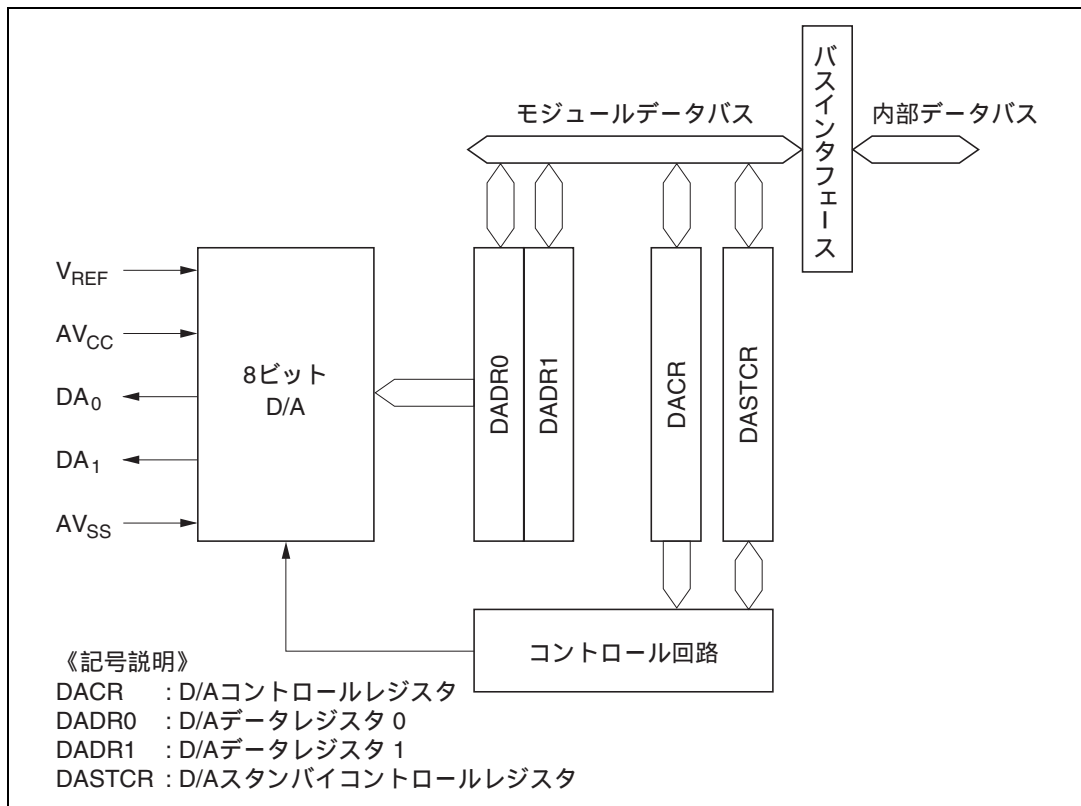 バスインタフェース
モジュールデータバス
内部データバス
VREF
AVCC
DA0
DA1
AVSS
8ビット
D/A
DADR0
DADR1
DACR
DASTCR
コントロール回路
《記号説明》
DACR : D/Aコントロールレジスタ
DADR0 : D/Aデータレジスタ 0
DADR1 : D/Aデータレジスタ 1
DASTCR : D/Aスタンバイコントロールレジスタ